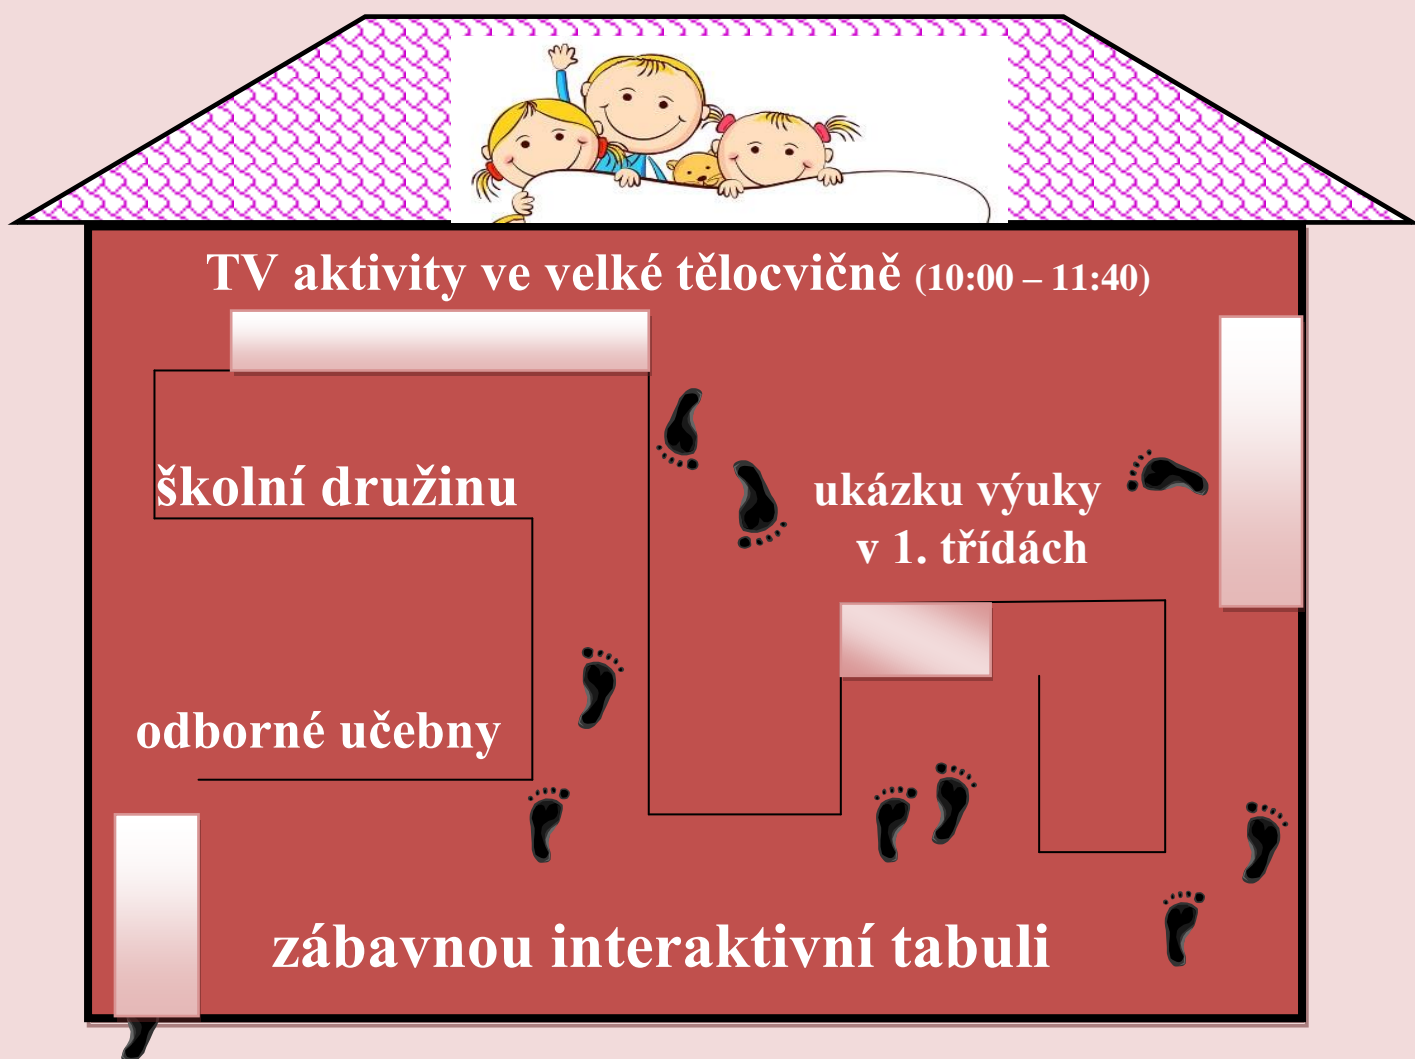 TV aktivity ve velké tělocvičně (10:00 – 11:40)
školní družinu
ukázku výuky
v 1. třídách
odborné učebny
zábavnou interaktivní tabuli